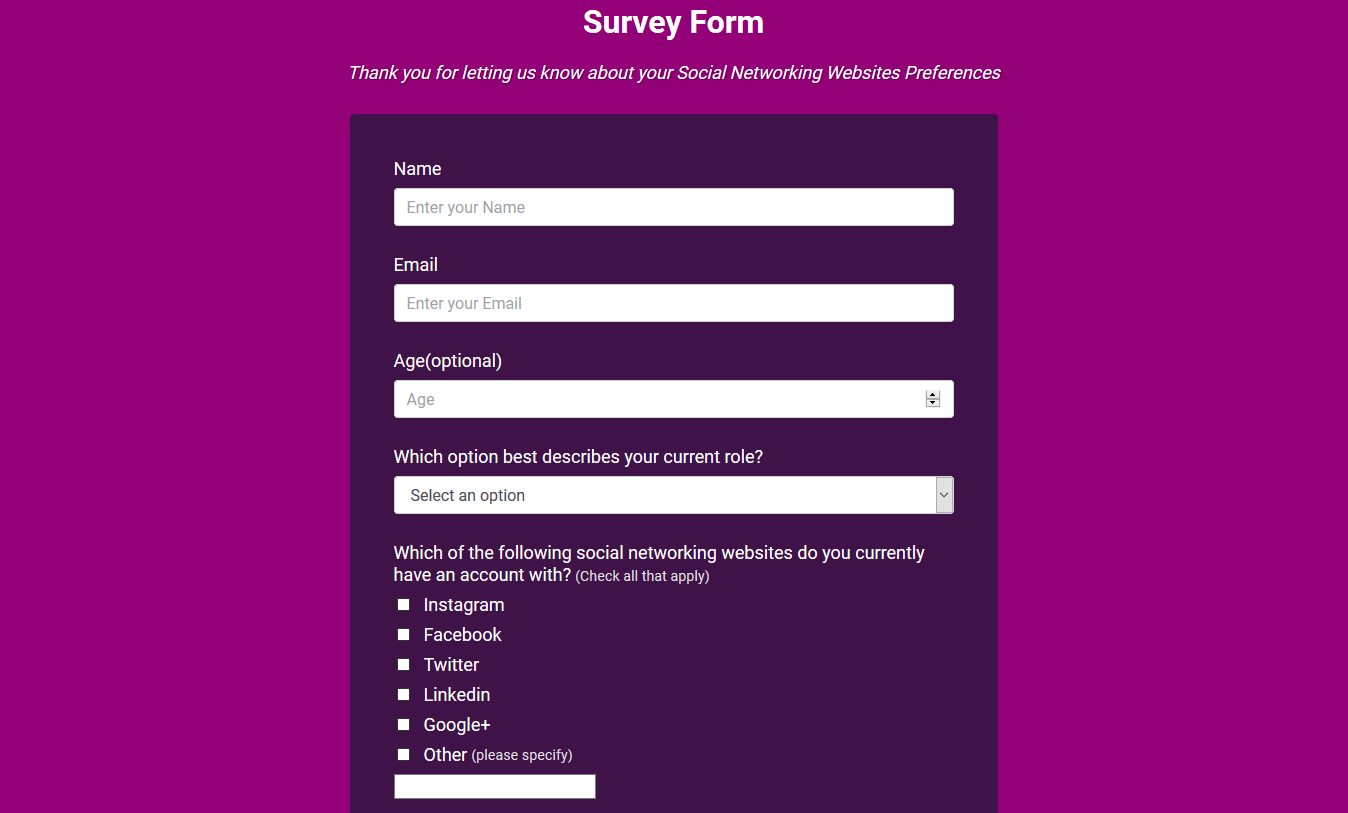 Survey Form
Thank you for letting us know about your Social Networking Websites Preferences
Name
Enter your Name
Email
Enter your Email
Age(optional)
Age
Which option best describes your current role?
Select an option
Which of the following social networking websites do you currently
have an account with? (Check all that apply)
Instagram
Facebook
Twitter
Linkedin
Google+
Other (please specify)